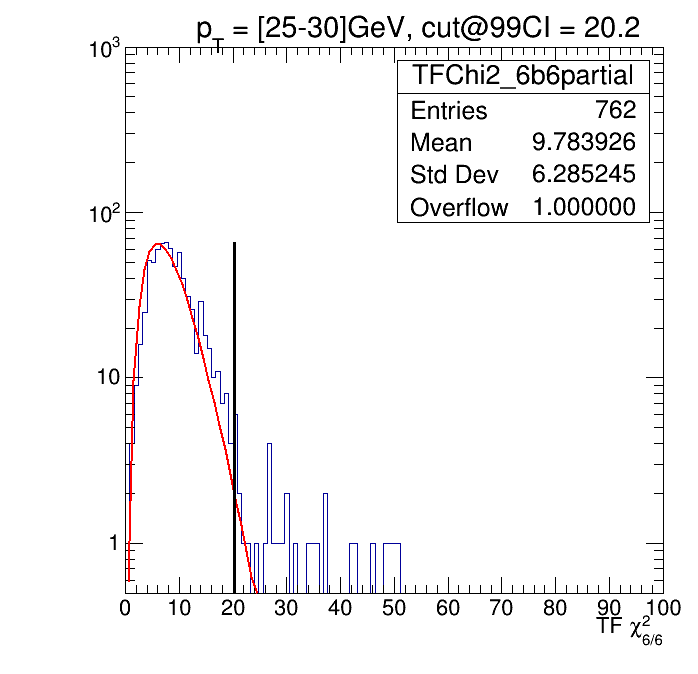 p_T = [25-30]GeV, cut@99CI = 20.2
TFChi2_6b6partial
Entries 762
Mean 9.783926
Std Dev 6.285245
Overflow 1.000000
10³
10²
10
1
0 10 20 30 40 50 60 70 80 90 100
TF χ²_6/6